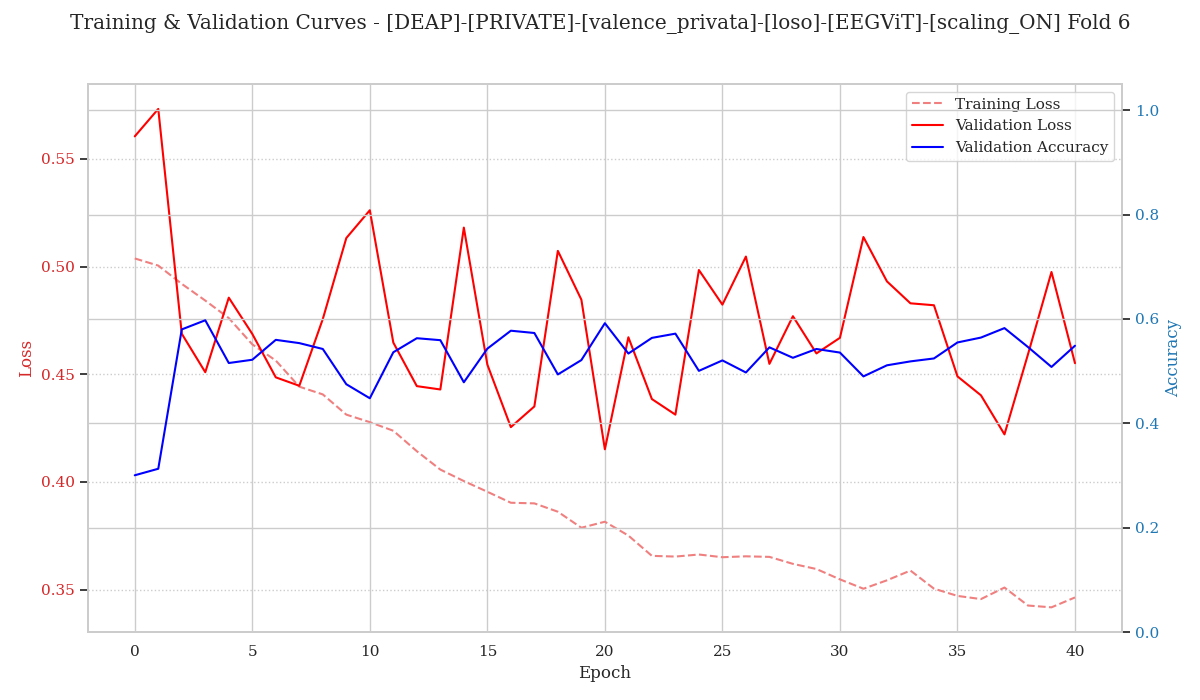 Training & Validation Curves - [DEAP]-[PRIVATE]-[valence_privata]-[loso]-[EEGViT]-[scaling_ON] Fold 6
Training Loss
Validation Loss
Validation Accuracy
Loss
0.55
0.50
0.45
0.40
0.35
1.0
0.8
0.6
0.4
0.2
0.0
Accuracy
0
5
10
15
20
25
30
35
40
Epoch